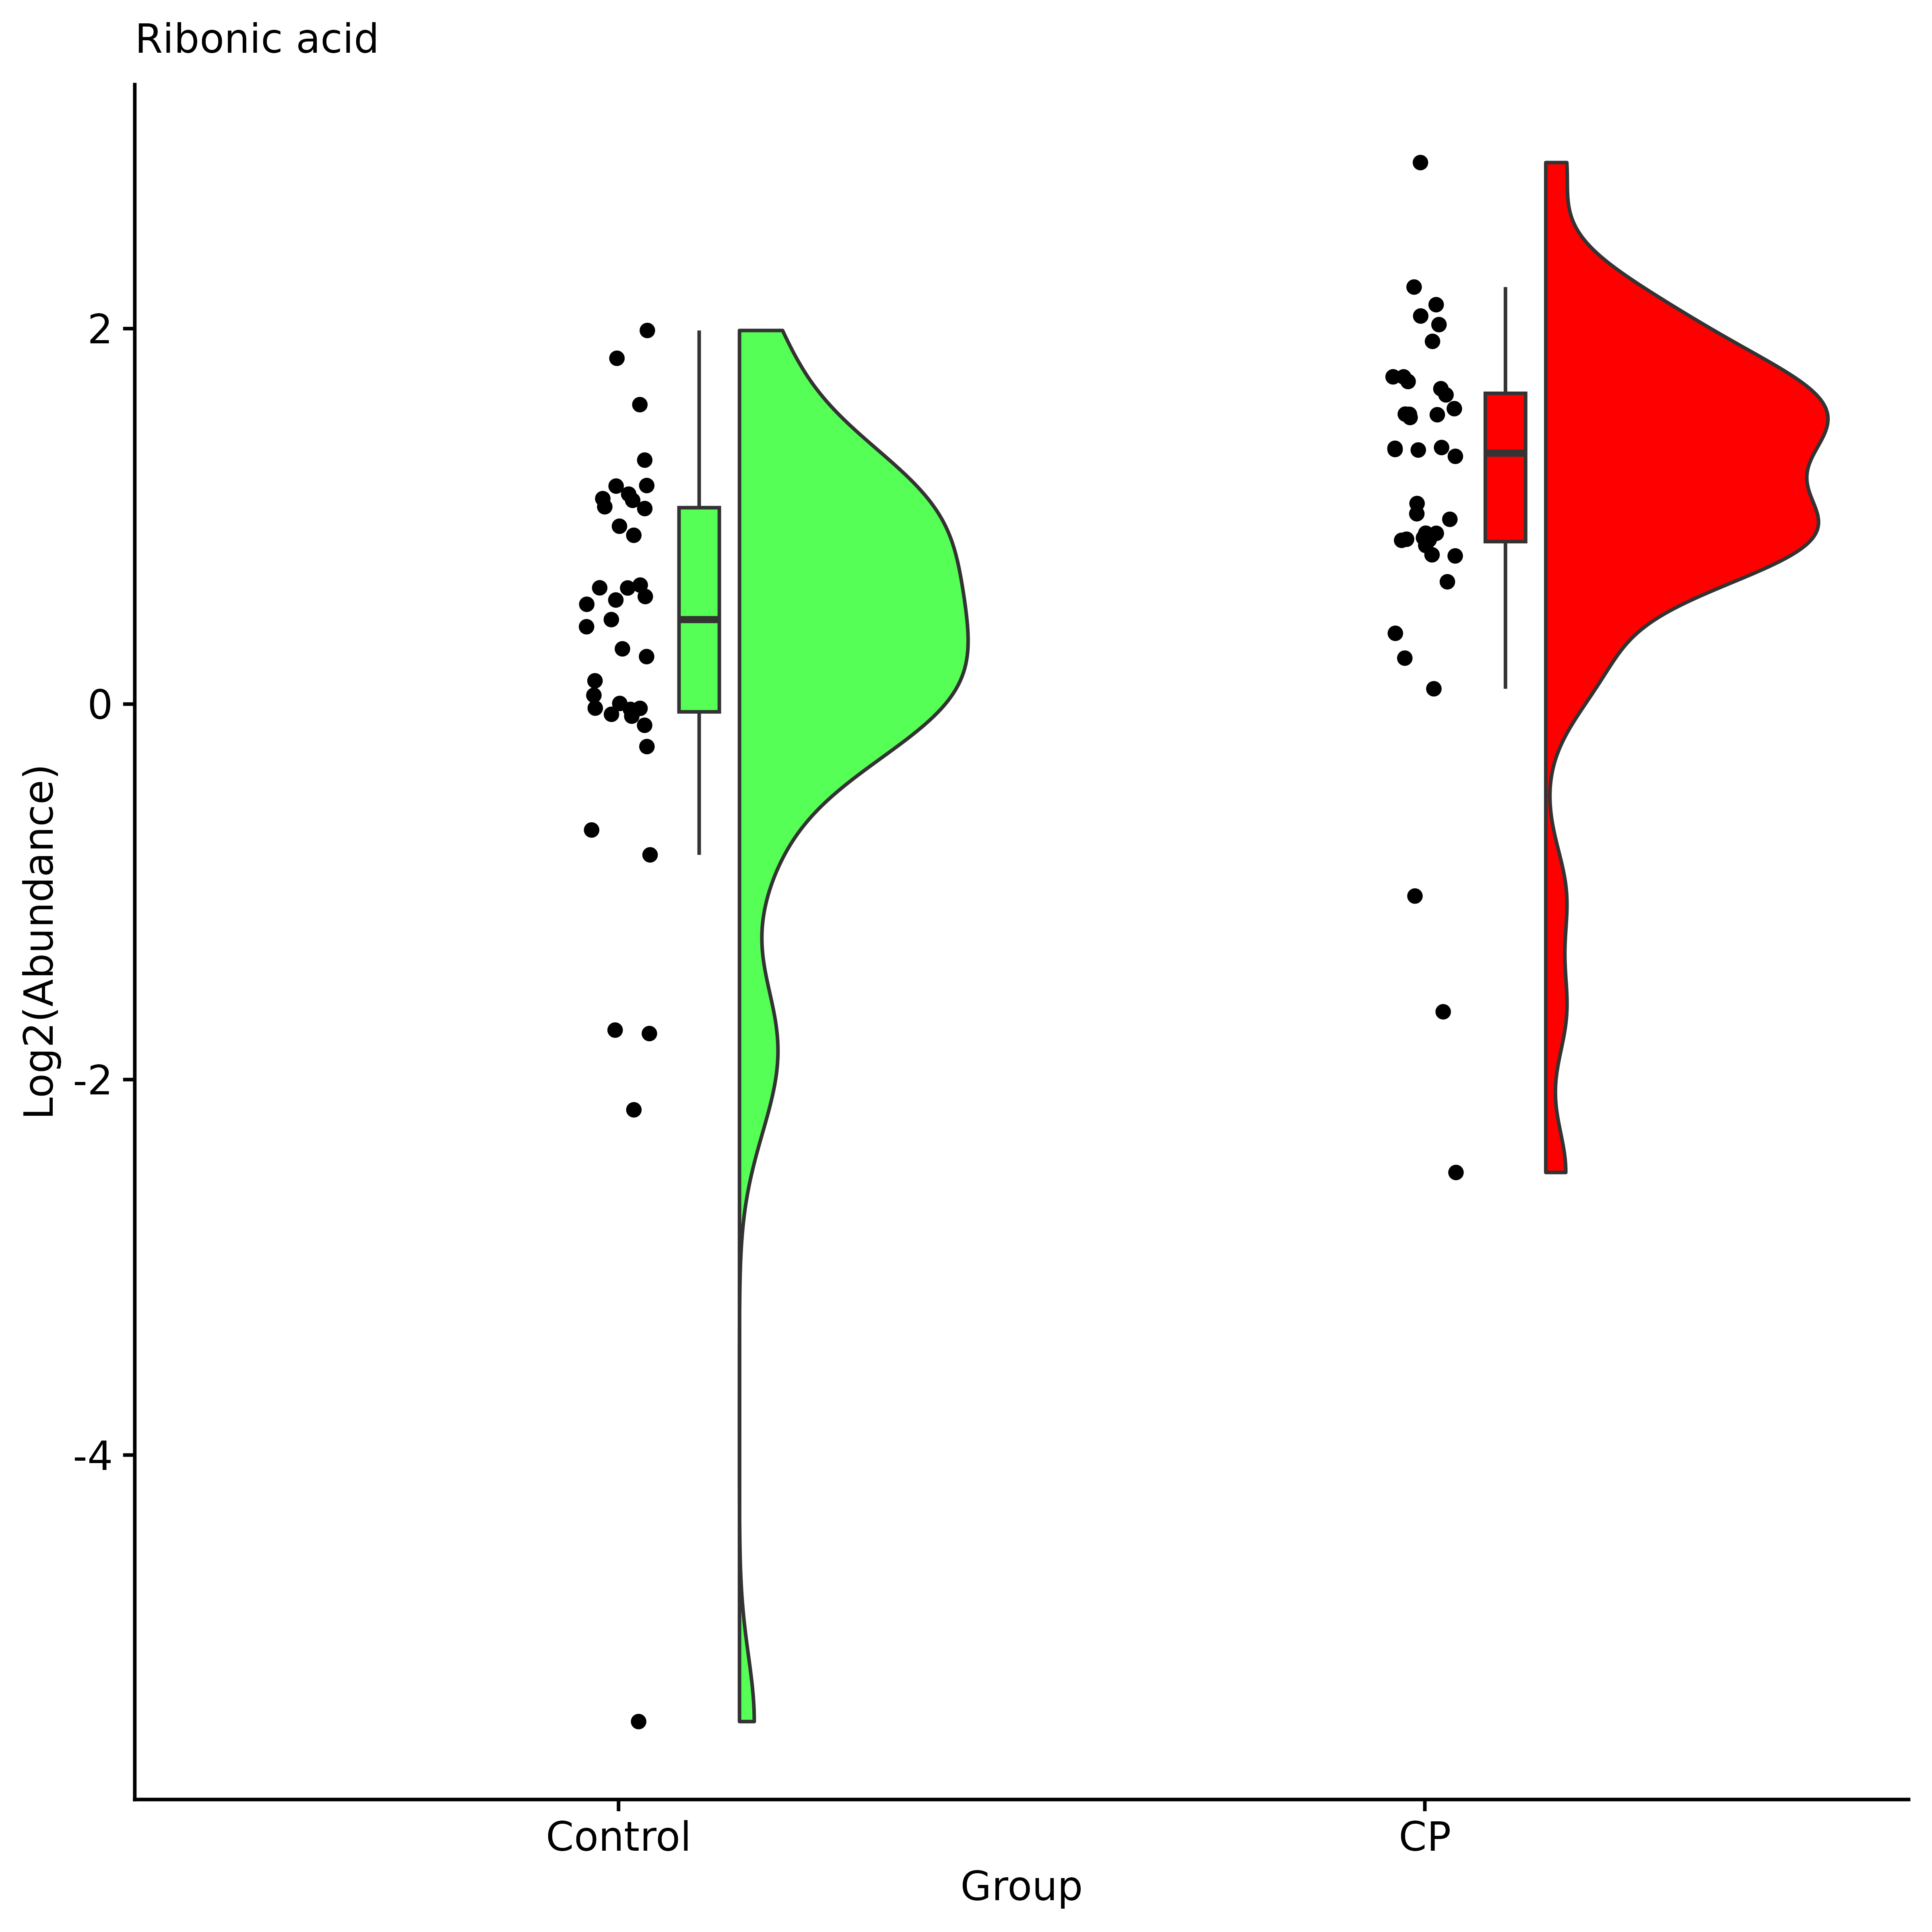 Ribonic acid
Log2(Abundance)
2
0
-2
-4
Control
CP
Group